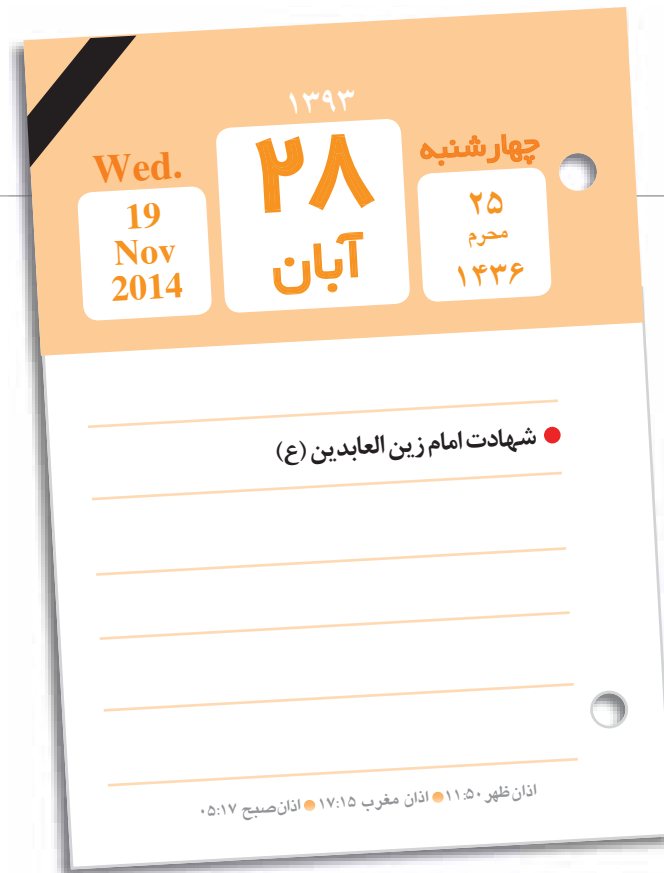 ۱۳۹۳
چهارشنبه
۲۵
محرم
۱۴۳۶
۲۸
آبان
Wed.
19
Nov
2014
شهادت امام زین العابدین (ع)
اذان ظهر ۱۱:۵۰ اذان مغرب ۱۷:۱۵ اذان صبح ۰۵:۱۷